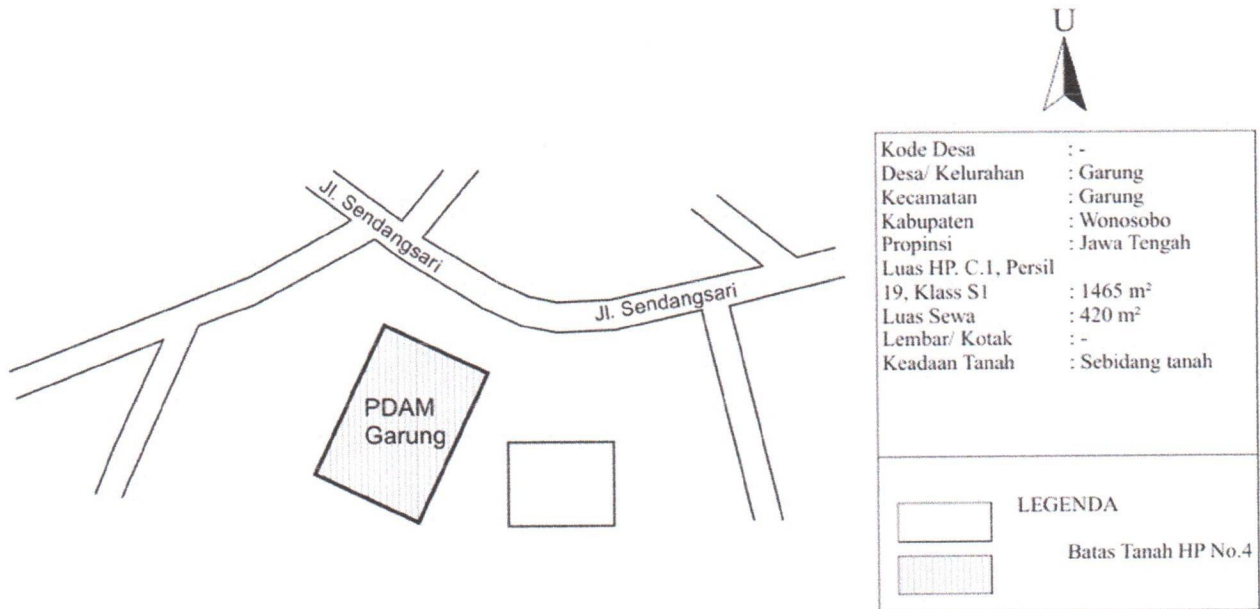 U
Jl. Sendangsari
Jl. Sendangsari
PDAM
Garung
Kode Desa : -
Desa/ Kelurahan : Garung
Kecamatan : Garung
Kabupaten : Wonosobo
Propinsi : Jawa Tengah
Luas HP. C.1, Persil
19, Klass S1 : 1465 m²
Luas Sewa : 420 m²
Lembar/ Kotak : -
Keadaan Tanah : Sebidang tanah
LEGENDA
Batas Tanah HP No.4